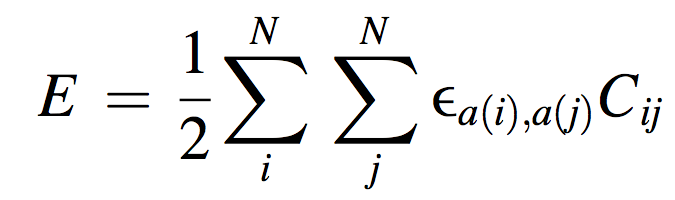 E = \frac{1}{2} \sum_{i}^{N} \sum_{j}^{N} \epsilon_{a(i),a(j)} C_{ij}